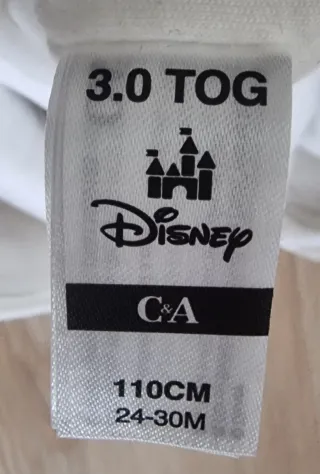 3.0 TOG
Disney
C&A
110CM
24-30M